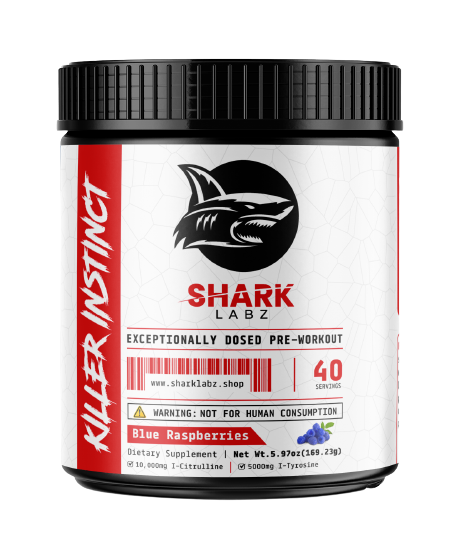 KILLER INSTINCT
SHARK
LABZ
EXCEPTIONALLY DOSED PRE-WORKOUT
www.sharklabz.shop
40
SERVINGS
WARNING: NOT FOR HUMAN CONSUMPTION
Blue Raspberries
Dietary Supplement | Net Wt.5.97oz(169.23g)
10,000mg I-Citrulline | 5000mg I-Tyrosine